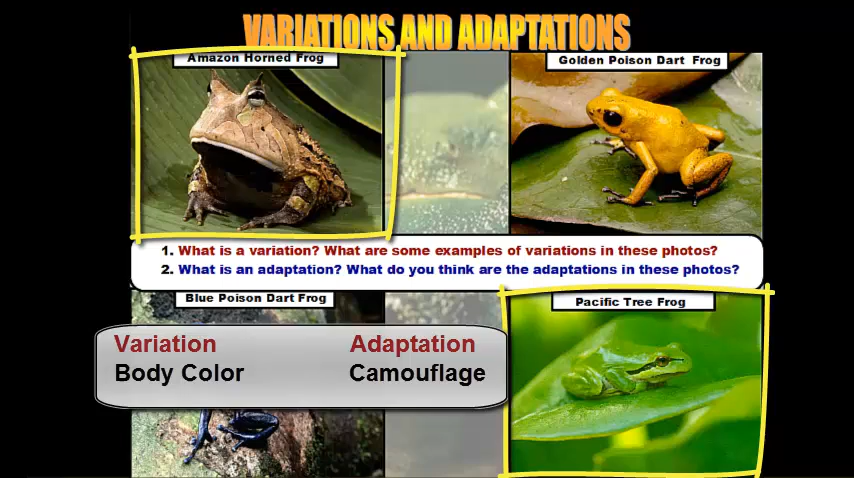 VARIATIONS AND ADAPTATIONS
Amazon Horned Frog
Golden Poison Dart Frog
1. What is a variation? What are some examples of variations in these photos?
2. What is an adaptation? What do you think are the adaptations in these photos?
Blue Poison Dart Frog
Pacific Tree Frog
Variation Adaptation
Body Color Camouflage